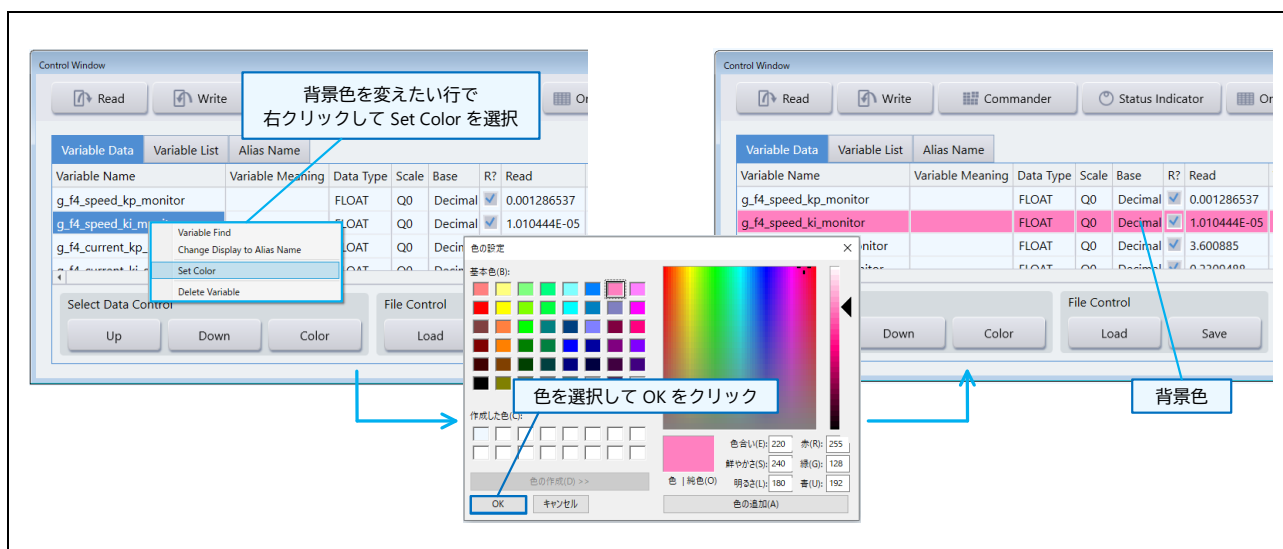 Control Window
Read
Write
背景色を変えたい行で
右クリックして Set Color を選択
Variable Data
Variable List
Alias Name
Variable Name
Variable Meaning
Data Type
Scale
Base
R?
Read
g_f4_speed_kp_monitor
FLOAT
Q0
Decimal
0.001286537
g_f4_speed_ki_m
FLOAT
Q0
Decimal
1.010444E-05
g_f4_current_kp_
Variable Find
Change Display to Alias Name
Set Color
Delete Variable
Select Data Control
Up
Down
Color
File Control
Load
色の設定
基本色(B):
色を選択して OK をクリック
作成した色(C):
色の作成(D) >>
OK
キャンセル
色 | 純色(O)
色合い(E): 220
赤(R): 255
鮮やかさ(S): 240
緑(G): 128
明るさ(L): 180
青(U): 192
色の追加(A)
Control Window
Read
Write
Commander
Status Indicator
Variable Data
Variable List
Alias Name
Variable Name
Variable Meaning
Data Type
Scale
Base
R?
Read
g_f4_speed_kp_monitor
FLOAT
Q0
Decimal
0.001286537
g_f4_speed_ki_monitor
FLOAT
Q0
Decimal
1.010444E-05
FLOAT
Q0
Decimal
3.600885
File Control
Down
Color
Load
Save
背景色